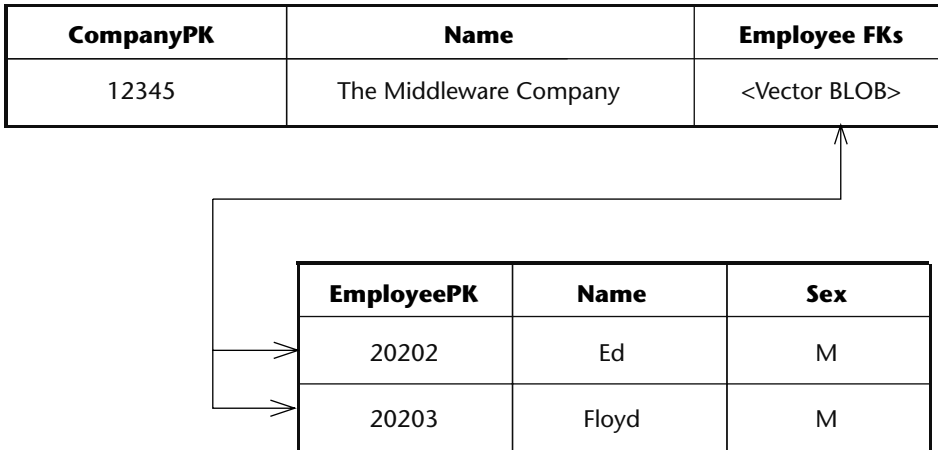 CompanyPK Name Employee FKs
12345 The Middleware Company <Vector BLOB>
EmployeePK Name Sex
20202 Ed M
20203 Floyd M